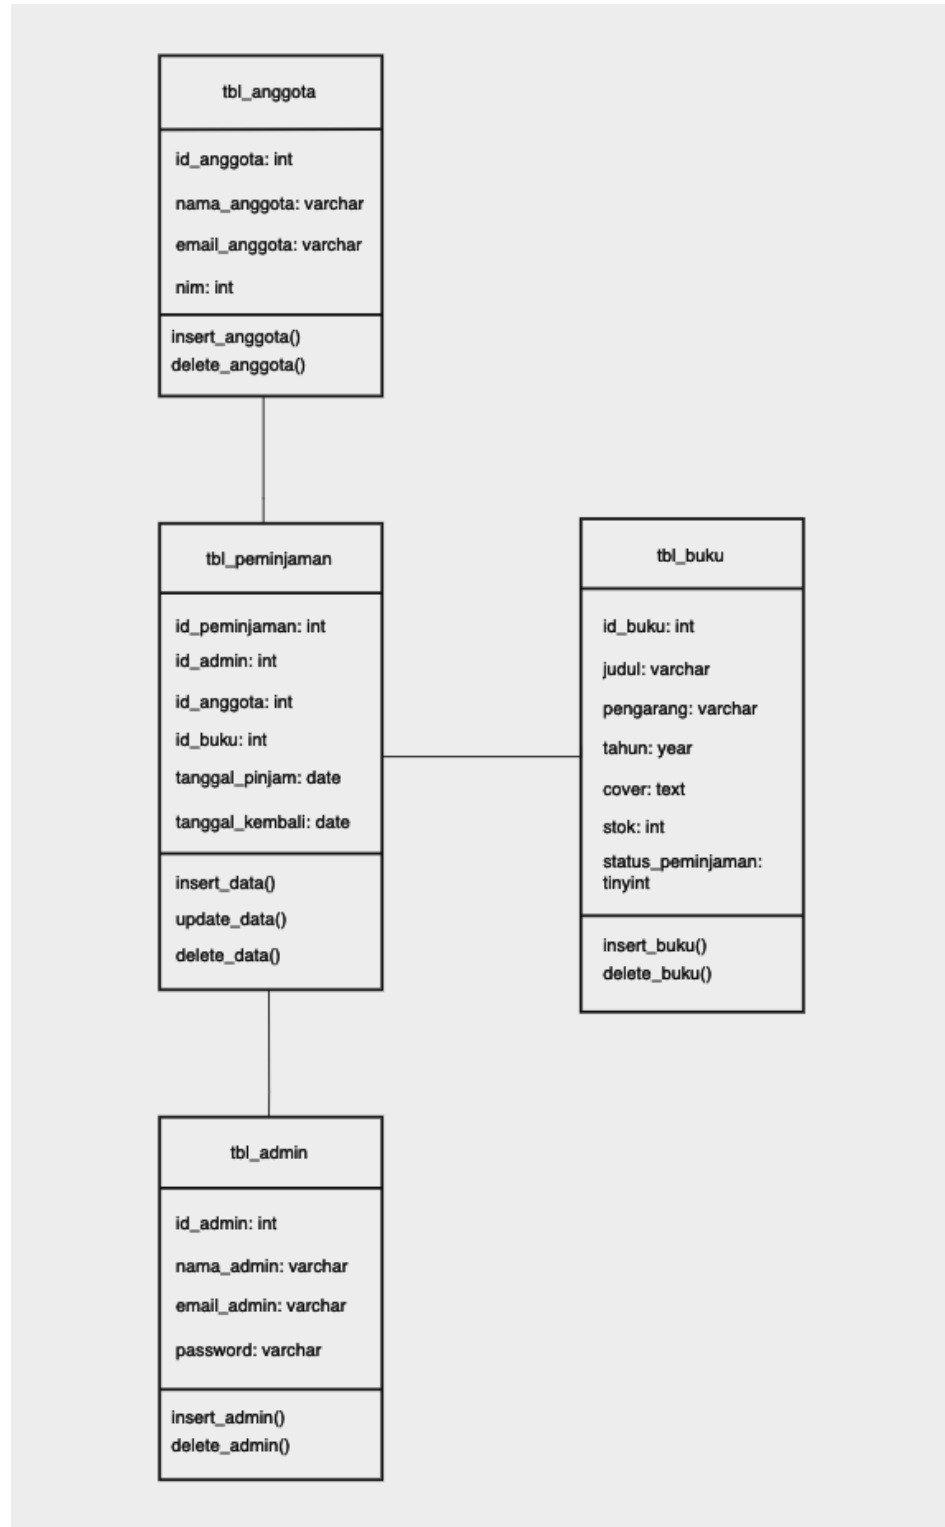 tbl_anggota
id_anggota: int
nama_anggota: varchar
email_anggota: varchar
nim: int
insert_anggota()
delete_anggota()
tbl_peminjaman
id_peminjaman: int
id_admin: int
id_anggota: int
id_buku: int
tanggal_pinjam: date
tanggal_kembali: date
insert_data()
update_data()
delete_data()
tbl_buku
id_buku: int
judul: varchar
pengarang: varchar
tahun: year
cover: text
stok: int
status_peminjaman:
tinyint
insert_buku()
delete_buku()
tbl_admin
id_admin: int
nama_admin: varchar
email_admin: varchar
password: varchar
insert_admin()
delete_admin()